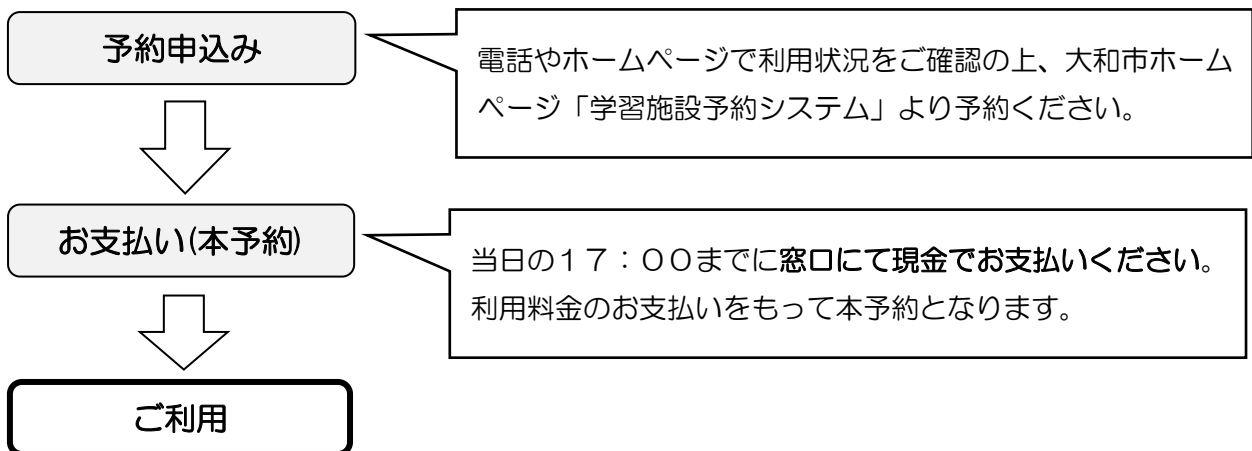 予約申込み
電話やホームページで利用状況をご確認の上、大和市ホーム
ページ「学習施設予約システム」より予約ください。
お支払い(本予約)
当日の１７：００までに窓口にて現金でお支払いください。
利用料金のお支払いをもって本予約となります。
ご利用